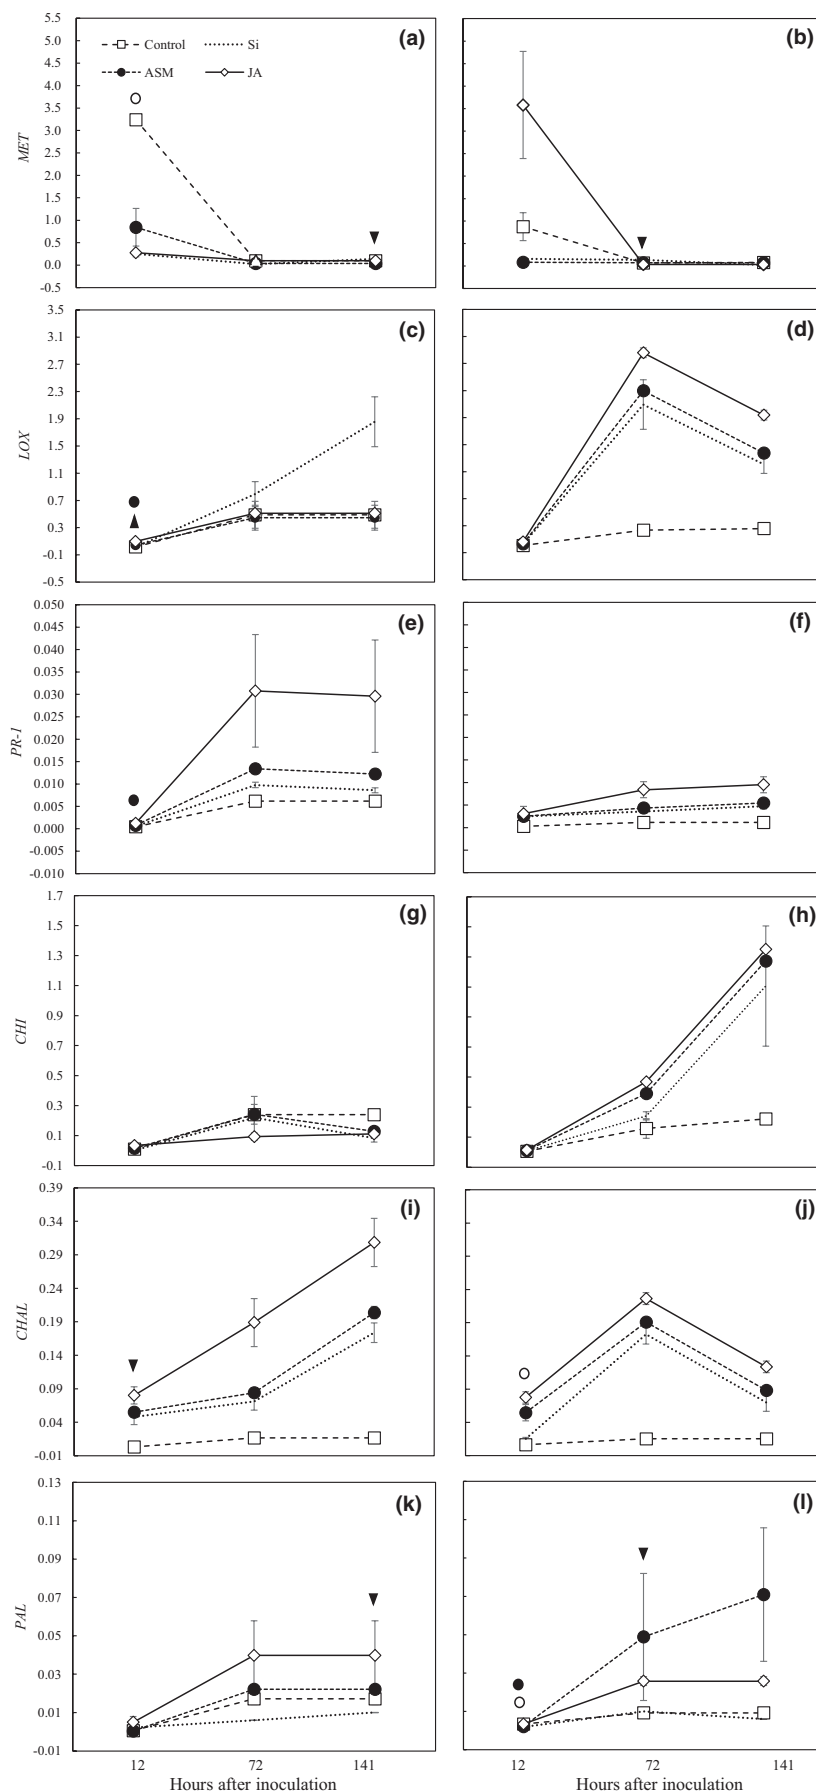 (a)
(b)
Control
Si
ASM
JA
MET
5.5
5.0
4.5
4.0
3.5
3.0
2.5
2.0
1.5
1.0
0.5
0.0
-0.5
(c)
(d)
LOX
3.5
3.1
2.7
2.3
1.9
1.5
1.1
0.7
0.3
-0.1
-0.5
(e)
(f)
PR-1
0.050
0.045
0.040
0.035
0.030
0.025
0.020
0.015
0.010
0.005
0.000
-0.005
-0.010
(g)
(h)
CHI
1.7
1.5
1.3
1.1
0.9
0.7
0.5
0.3
0.1
-0.1
(i)
(j)
CHAL
0.39
0.34
0.29
0.24
0.19
0.14
0.09
0.04
-0.01
(k)
(l)
PAL
0.13
0.11
0.09
0.07
0.05
0.03
0.01
-0.01
12 72 141
12 72 141
Hours after inoculation
Hours after inoculation